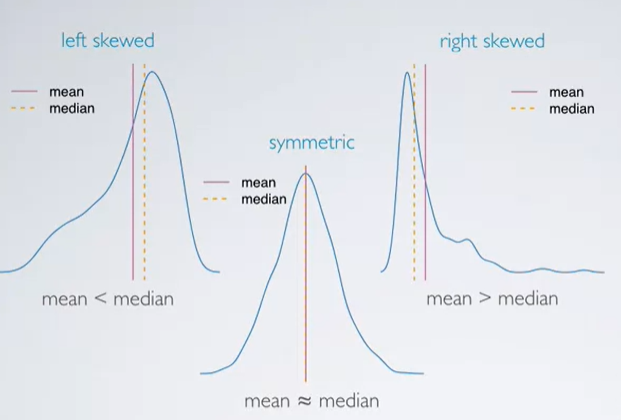 left skewed
mean
median
mean < median
symmetric
mean
median
mean ≈ median
right skewed
mean
median
mean > median